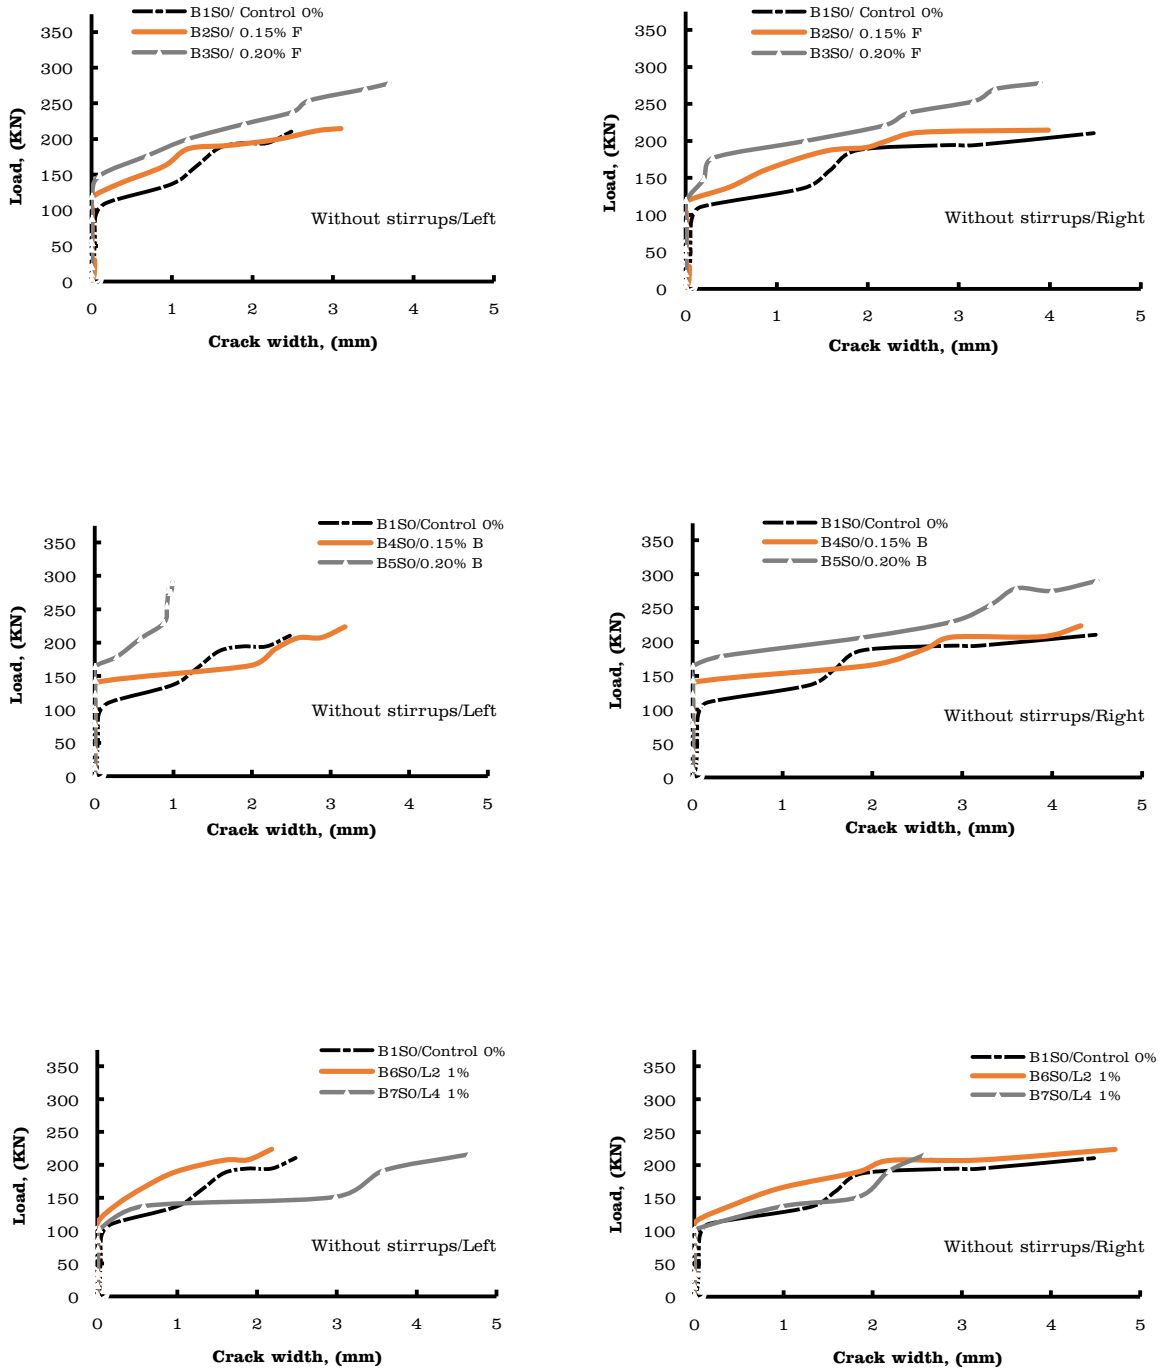 B1S0/ Control 0%
B2S0/ 0.15% F
B3S0/ 0.20% F
350
300
250
200
150
100
50
0
Load, (KN)
Without stirrups/Left
0 1 2 3 4 5
Crack width, (mm)
B1S0/ Control 0%
B2S0/ 0.15% F
B3S0/ 0.20% F
350
300
250
200
150
100
50
0
Load, (KN)
Without stirrups/Right
0 1 2 3 4 5
Crack width, (mm)
B1S0/Control 0%
B4S0/0.15% B
B5S0/0.20% B
350
300
250
200
150
100
50
0
Load, (KN)
Without stirrups/Left
0 1 2 3 4 5
Crack width, (mm)
B1S0/Control 0%
B4S0/0.15% B
B5S0/0.20% B
350
300
250
200
150
100
50
0
Load, (KN)
Without stirrups/Right
0 1 2 3 4 5
Crack width, (mm)
B1S0/Control 0%
B6S0/L2 1%
B7S0/L4 1%
350
300
250
200
150
100
50
0
Load, (KN)
Without stirrups/Left
0 1 2 3 4 5
Crack width, (mm)
B1S0/Control 0%
B6S0/L2 1%
B7S0/L4 1%
350
300
250
200
150
100
50
0
Load, (KN)
Without stirrups/Right
0 1 2 3 4 5
Crack width, (mm)